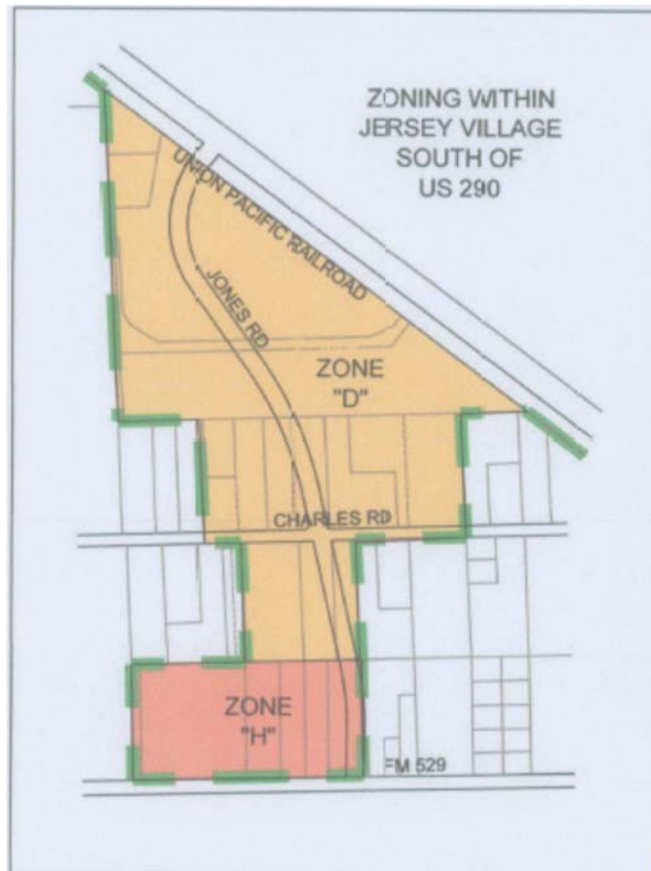 ZONING WITHIN
JERSEY VILLAGE
SOUTH OF
US 290
UNION PACIFIC RAILROAD
JONES RD
ZONE
"D"
CHARLES RD
ZONE
"H"
FM 529